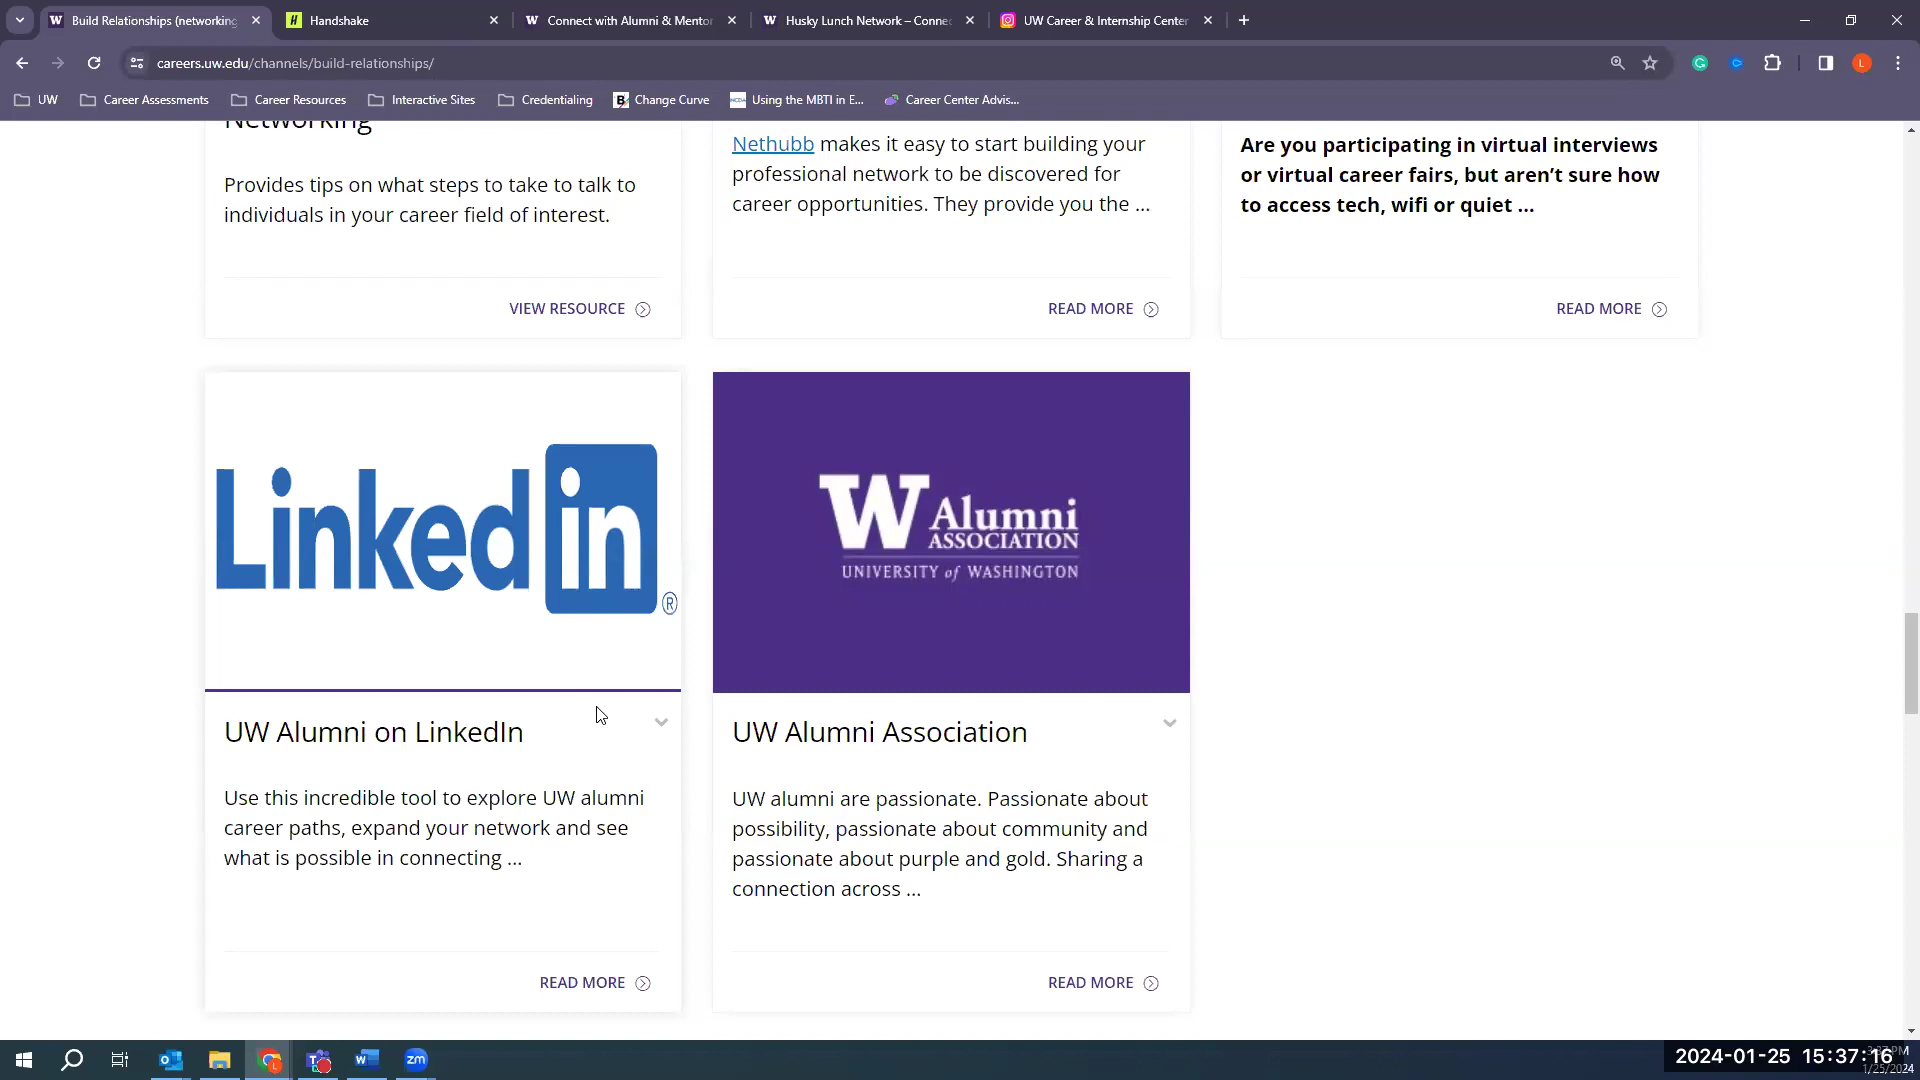 Build Relationships (networking
Handshake
Connect with Alumni & Mentor
Husky Lunch Network – Connec
UW Career & Internship Center
careers.uw.edu/channels/build-relationships/
UW
Career Assessments
Career Resources
Interactive Sites
Credentialing
Change Curve
Using the MBTI in E...
Career Center Advis...
Networking
Provides tips on what steps to take to talk to
individuals in your career field of interest.
VIEW RESOURCE
Nethubb makes it easy to start building your
professional network to be discovered for
career opportunities. They provide you the ...
READ MORE
Are you participating in virtual interviews
or virtual career fairs, but aren’t sure how
to access tech, wifi or quiet ...
READ MORE
Linkedin®
UW Alumni on LinkedIn
Use this incredible tool to explore UW alumni
career paths, expand your network and see
what is possible in connecting ...
READ MORE
W Alumni
ASSOCIATION
UNIVERSITY of WASHINGTON
UW Alumni Association
UW alumni are passionate. Passionate about
possibility, passionate about community and
passionate about purple and gold. Sharing a
connection across ...
READ MORE
zm
2024-01-25 15:37:16
1/25/2024